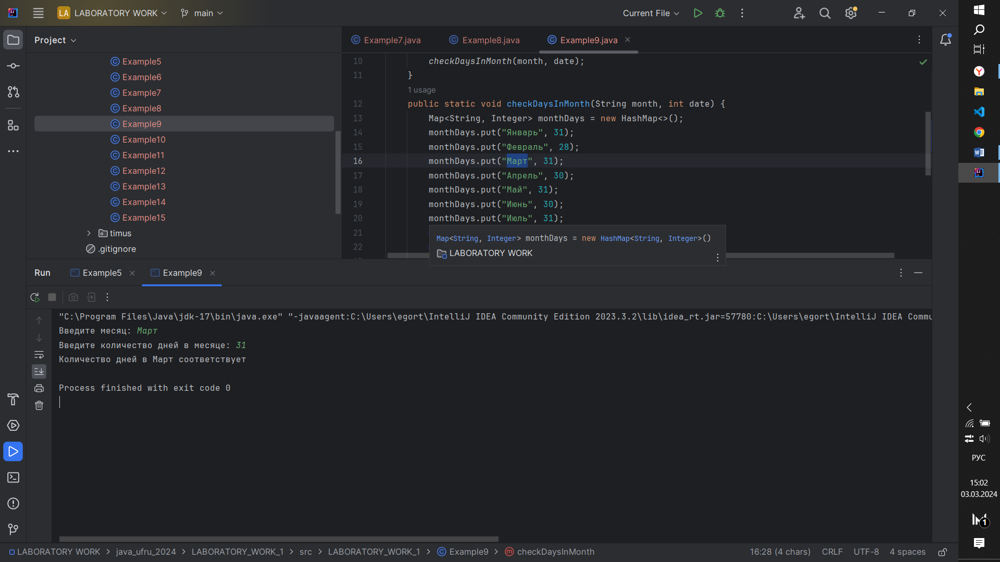 LA LABORATORY WORK main Current File
Project
Example5
Example6
Example7
Example8
Example9
Example10
Example11
Example12
Example13
Example14
Example15
timus
.gitignore
Example7.java Example8.java Example9.java
10 checkDaysInMonth(month, date);
11 }
1 usage
12 public static void checkDaysInMonth(String month, int date) {
13 Map<String, Integer> monthDays = new HashMap<>();
14 monthDays.put("Январь", 31);
15 monthDays.put("Февраль", 28);
16 monthDays.put("Март", 31);
17 monthDays.put("Апрель", 30);
18 monthDays.put("Май", 31);
19 monthDays.put("Июнь", 30);
20 monthDays.put("Июль", 31);
21
22
Map<String, Integer> monthDays = new HashMap<String, Integer>()
LABORATORY WORK
Run Example5 Example9
"C:\Program Files\Java\jdk-17\bin\java.exe" "-javaagent:C:\Users\egort\IntelliJ IDEA Community Edition 2023.3.2\lib\idea_rt.jar=57780:C:\Users\egort\IntelliJ IDEA Commu
Введите месяц: Март
Введите количество дней в месяце: 31
Количество дней в Март соответствует
Process finished with exit code 0
LABORATORY WORK java_ufru_2024 LABORATORY_WORK_1 src LABORATORY_WORK_1 Example9 checkDaysInMonth 16:28 (4 chars) CRLF UTF-8 4 spaces
РУС
15:02
03.03.2024
1